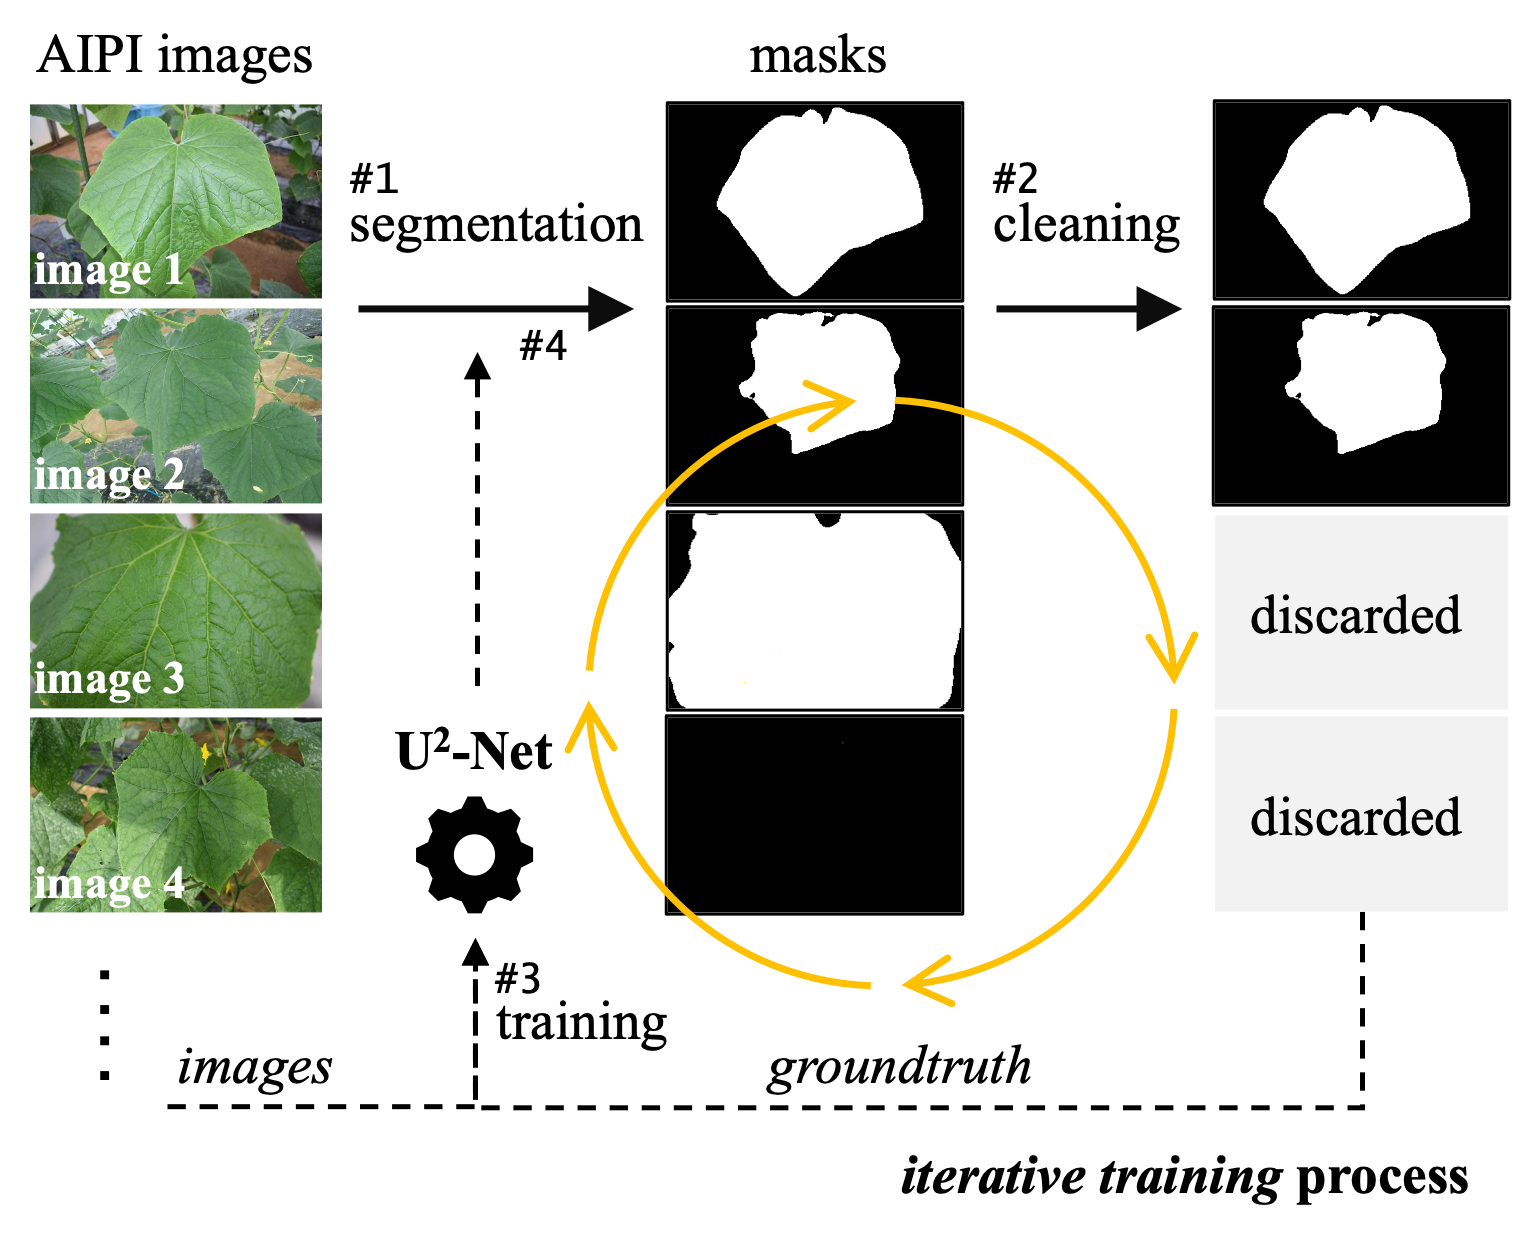 AIPI images
masks
#1
segmentation
#2
cleaning
image 1
#4
image 2
image 3
discarded
U²-Net
image 4
discarded
#3
training
images
groundtruth
iterative training process